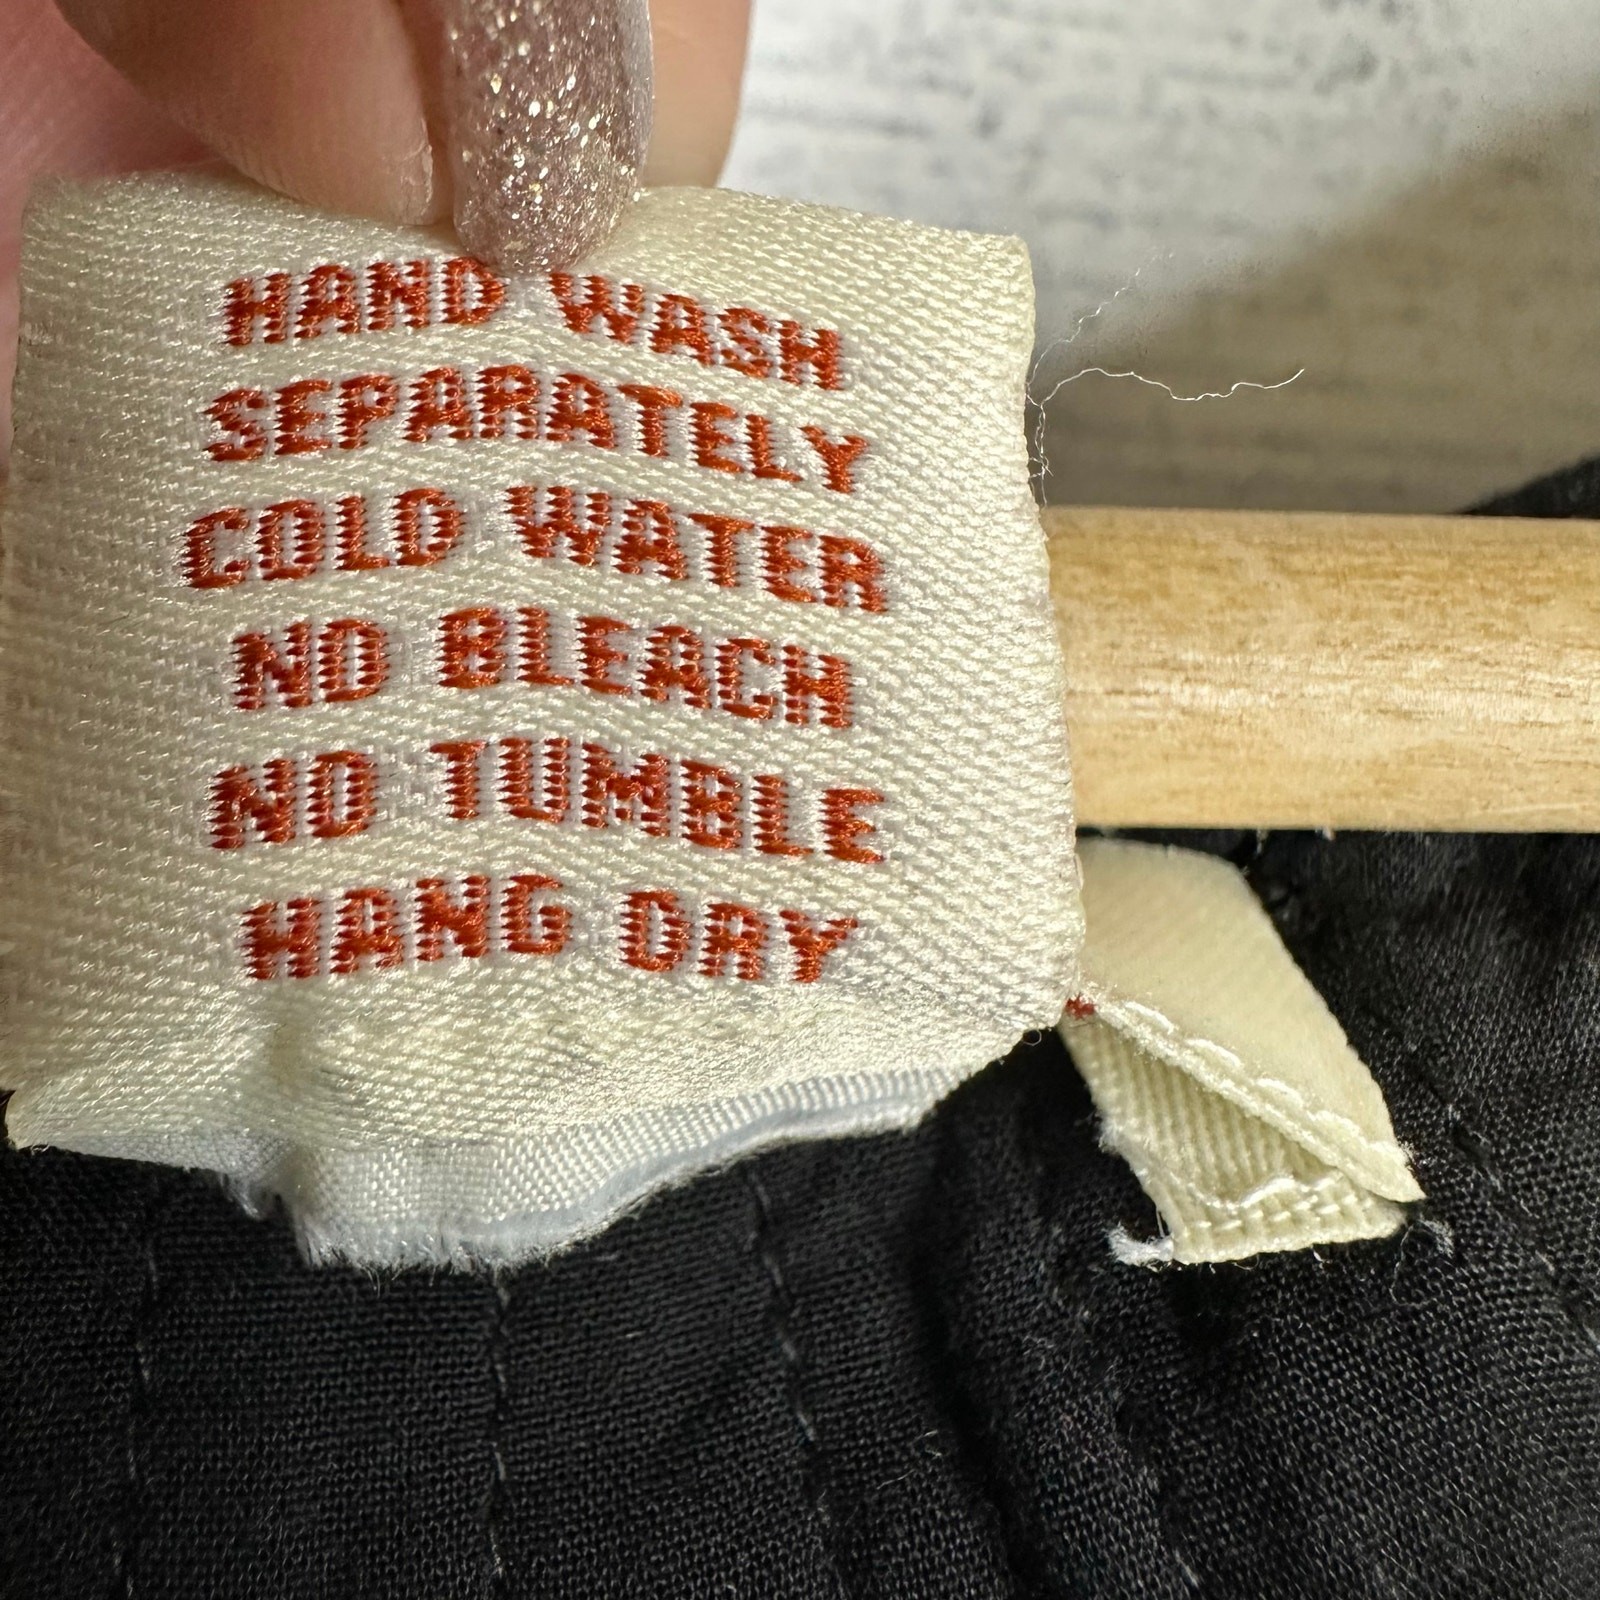 HAND WASH
SEPARATELY
COLD WATER
NO BLEACH
NO TUMBLE
HANG DRY